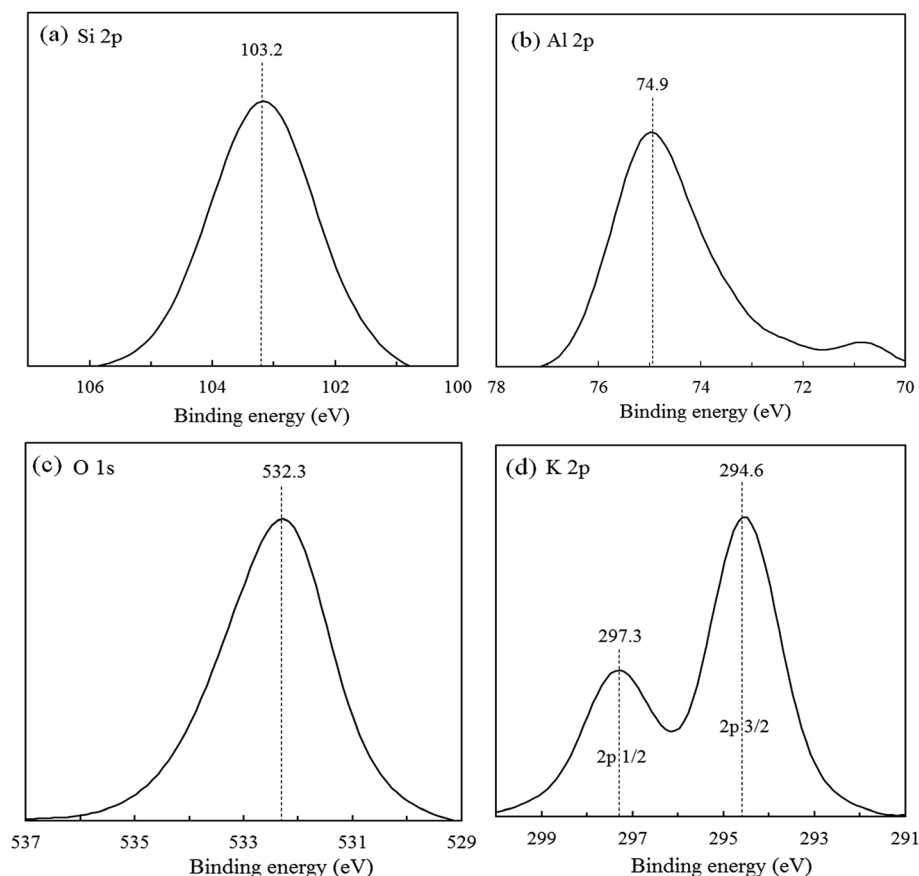 (a) Si 2p
103.2
106 104 102 100
Binding energy (eV)
(b) Al 2p
74.9
78 76 74 72 70
Binding energy (eV)
(c) O 1s
532.3
537 535 533 531 529
Binding energy (eV)
(d) K 2p
294.6
297.3
2p 3/2
2p 1/2
299 297 295 293 291
Binding energy (eV)